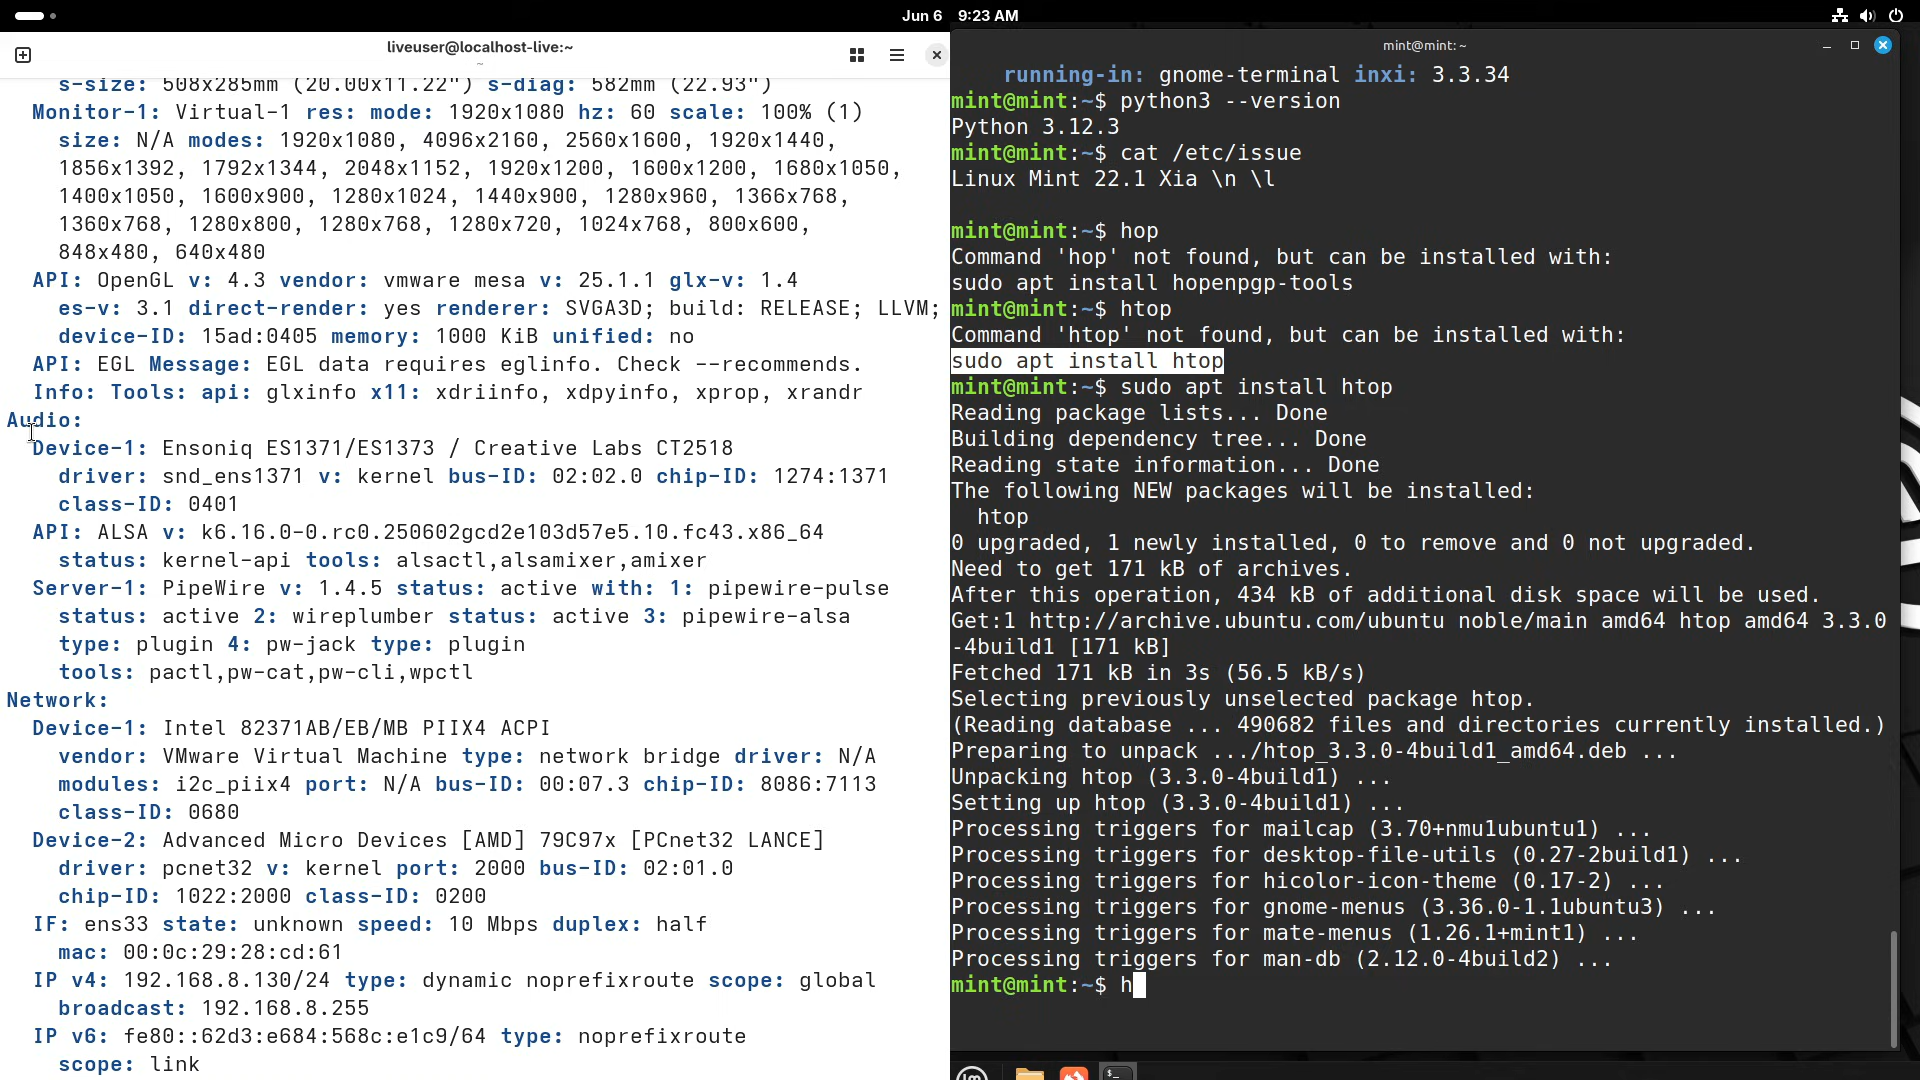 Jun 6 9:23 AM
liveuser@localhost-live:~
~
s-size: 508x285mm (20.00x11.22") s-diag: 582mm (22.93")
Monitor-1: Virtual-1 res: mode: 1920x1080 hz: 60 scale: 100% (1)
size: N/A modes: 1920x1080, 4096x2160, 2560x1600, 1920x1440,
1856x1392, 1792x1344, 2048x1152, 1920x1200, 1600x1200, 1680x1050,
1400x1050, 1600x900, 1280x1024, 1440x900, 1280x960, 1366x768,
1360x768, 1280x800, 1280x768, 1280x720, 1024x768, 800x600,
848x480, 640x480
API: OpenGL v: 4.3 vendor: vmware mesa v: 25.1.1 glx-v: 1.4
es-v: 3.1 direct-render: yes renderer: SVGA3D; build: RELEASE; LLVM;
device-ID: 15ad:0405 memory: 1000 KiB unified: no
API: EGL Message: EGL data requires eglinfo. Check --recommends.
Info: Tools: api: glxinfo x11: xdriinfo, xdpyinfo, xprop, xrandr
Audio:
Device-1: Ensoniq ES1371/ES1373 / Creative Labs CT2518
driver: snd_ens1371 v: kernel bus-ID: 02:02.0 chip-ID: 1274:1371
class-ID: 0401
API: ALSA v: k6.16.0-0.rc0.250602gcd2e103d57e5.10.fc43.x86_64
status: kernel-api tools: alsactl,alsamixer,amixer
Server-1: PipeWire v: 1.4.5 status: active with: 1: pipewire-pulse
status: active 2: wireplumber status: active 3: pipewire-alsa
type: plugin 4: pw-jack type: plugin
tools: pactl,pw-cat,pw-cli,wpctl
Network:
Device-1: Intel 82371AB/EB/MB PIIX4 ACPI
vendor: VMware Virtual Machine type: network bridge driver: N/A
modules: i2c_piix4 port: N/A bus-ID: 00:07.3 chip-ID: 8086:7113
class-ID: 0680
Device-2: Advanced Micro Devices [AMD] 79C97x [PCnet32 LANCE]
driver: pcnet32 v: kernel port: 2000 bus-ID: 02:01.0
chip-ID: 1022:2000 class-ID: 0200
IF: ens33 state: unknown speed: 10 Mbps duplex: half
mac: 00:0c:29:28:cd:61
IP v4: 192.168.8.130/24 type: dynamic noprefixroute scope: global
broadcast: 192.168.8.255
IP v6: fe80::62d3:e684:568c:e1c9/64 type: noprefixroute
scope: link
mint@mint:~
running-in: gnome-terminal inxi: 3.3.34
mint@mint:~$ python3 --version
Python 3.12.3
mint@mint:~$ cat /etc/issue
Linux Mint 22.1 Xia \n \l
mint@mint:~$ hop
Command 'hop' not found, but can be installed with:
sudo apt install hopenpgp-tools
mint@mint:~$ htop
Command 'htop' not found, but can be installed with:
sudo apt install htop
mint@mint:~$ sudo apt install htop
Reading package lists... Done
Building dependency tree... Done
Reading state information... Done
The following NEW packages will be installed:
htop
0 upgraded, 1 newly installed, 0 to remove and 0 not upgraded.
Need to get 171 kB of archives.
After this operation, 434 kB of additional disk space will be used.
Get:1 http://archive.ubuntu.com/ubuntu noble/main amd64 htop amd64 3.3.0
-4build1 [171 kB]
Fetched 171 kB in 3s (56.5 kB/s)
Selecting previously unselected package htop.
(Reading database ... 490682 files and directories currently installed.)
Preparing to unpack .../htop_3.3.0-4build1_amd64.deb ...
Unpacking htop (3.3.0-4build1) ...
Setting up htop (3.3.0-4build1) ...
Processing triggers for mailcap (3.70+nmu1ubuntu1) ...
Processing triggers for desktop-file-utils (0.27-2build1) ...
Processing triggers for hicolor-icon-theme (0.17-2) ...
Processing triggers for gnome-menus (3.36.0-1.1ubuntu3) ...
Processing triggers for mate-menus (1.26.1+mint1) ...
Processing triggers for man-db (2.12.0-4build2) ...
mint@mint:~$ h